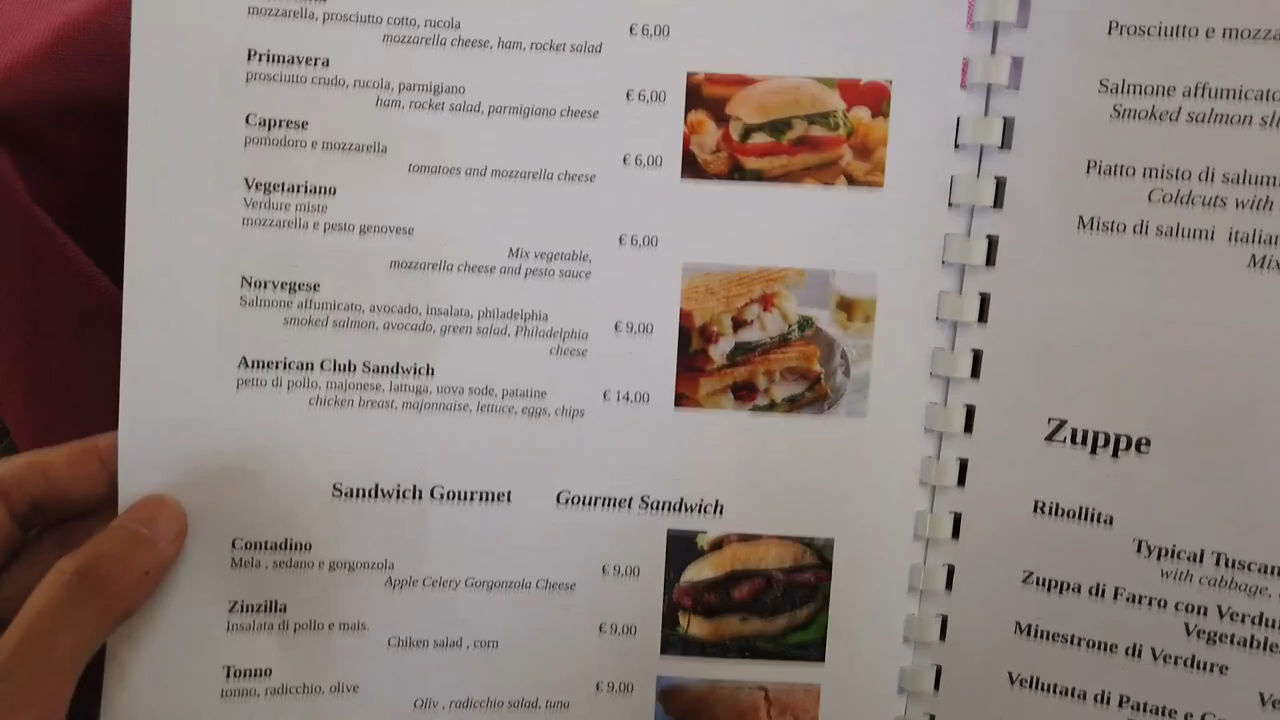 mozzarella, prosciutto cotto, rucola
€ 6,00
mozzarella cheese, ham, rocket salad
Primavera
prosciutto crudo, rucola, parmigiano
€ 6,00
ham, rocket salad, parmigiano cheese
Caprese
pomodoro e mozzarella
€ 6,00
tomatoes and mozzarella cheese
Vegetariano
Verdure miste
mozzarella e pesto genovese
€ 6,00
Mix vegetable,
mozzarella cheese and pesto sauce
Norvegese
Salmone affumicato, avocado, insalata, philadelphia
€ 9,00
smoked salmon, avocado, green salad, Philadelphia
cheese
American Club Sandwich
petto di pollo, majonese, lattuga, uova sode, patatine
€ 14,00
chicken breast, majonnaise, lettuce, eggs, chips
Sandwich Gourmet Gourmet Sandwich
Contadino
Mela , sedano e gorgonzola
€ 9,00
Apple Celery Gorgonzola Cheese
Zinzilla
Insalata di pollo e mais.
€ 9,00
Chiken salad , corn
Tonno
tonno, radicchio, olive
€ 9,00
Oliv , radicchio salad, tuna
Prosciutto e mozza
Salmone affumicato
Smoked salmon sli
Piatto misto di salumi
Coldcuts with
Misto di salumi italian
Mix
Zuppe
Ribollita
Typical Tuscan
with cabbage,
Zuppa di Farro con Verdu
Vegetable
Minestrone di Verdure
Ve
Vellutata di Patate e